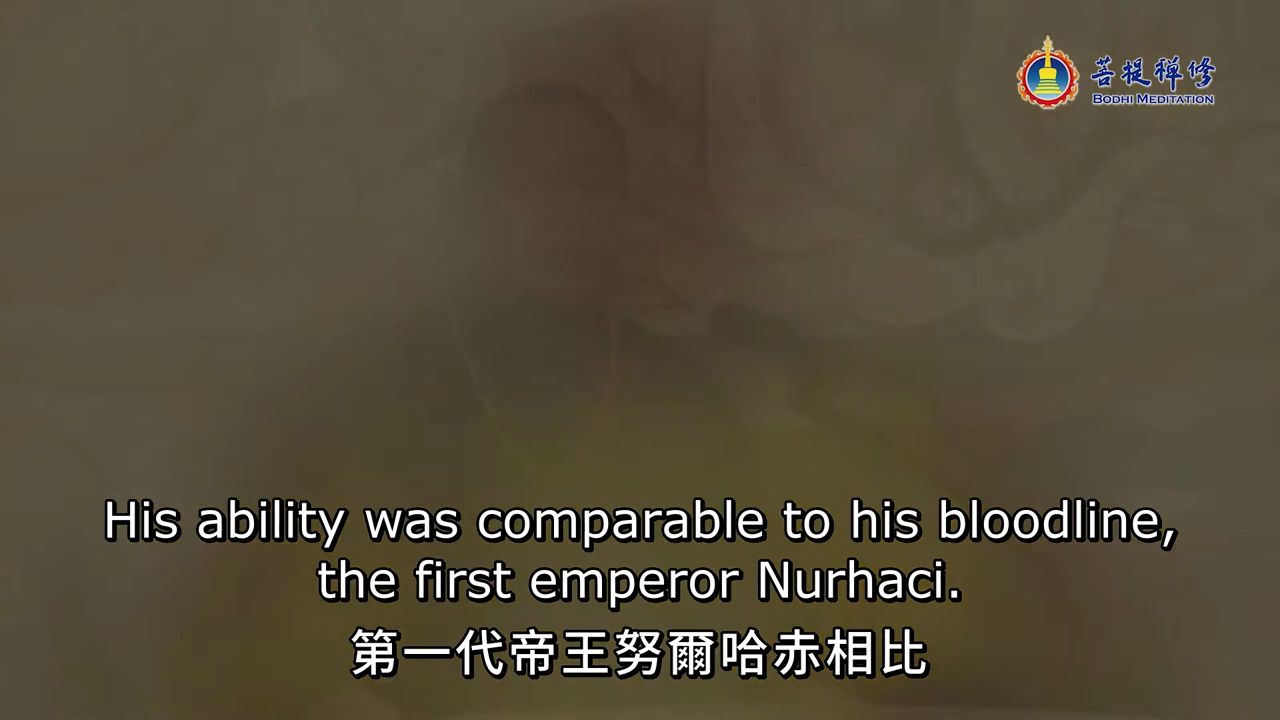 菩提禪修
BODHI MEDITATION
His ability was comparable to his bloodline,
the first emperor Nurhaci.
第一代帝王努爾哈赤相比